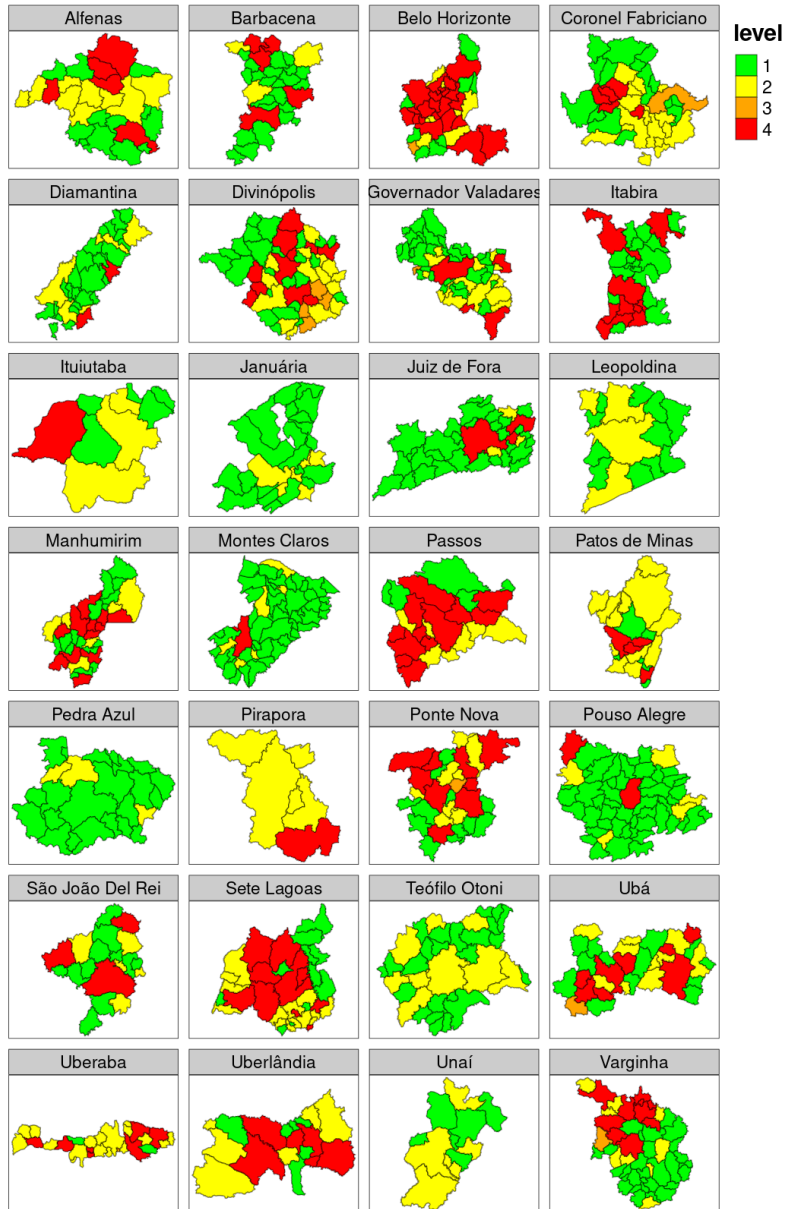 Alfenas
Barbacena
Belo Horizonte
Coronel Fabriciano
level
1
2
3
4
Diamantina
Divinópolis
Governador Valadares
Itabira
Ituiutaba
Januária
Juiz de Fora
Leopoldina
Manhumirim
Montes Claros
Passos
Patos de Minas
Pedra Azul
Pirapora
Ponte Nova
Pouso Alegre
São João Del Rei
Sete Lagoas
Teófilo Otoni
Ubá
Uberaba
Uberlândia
Unaí
Varginha